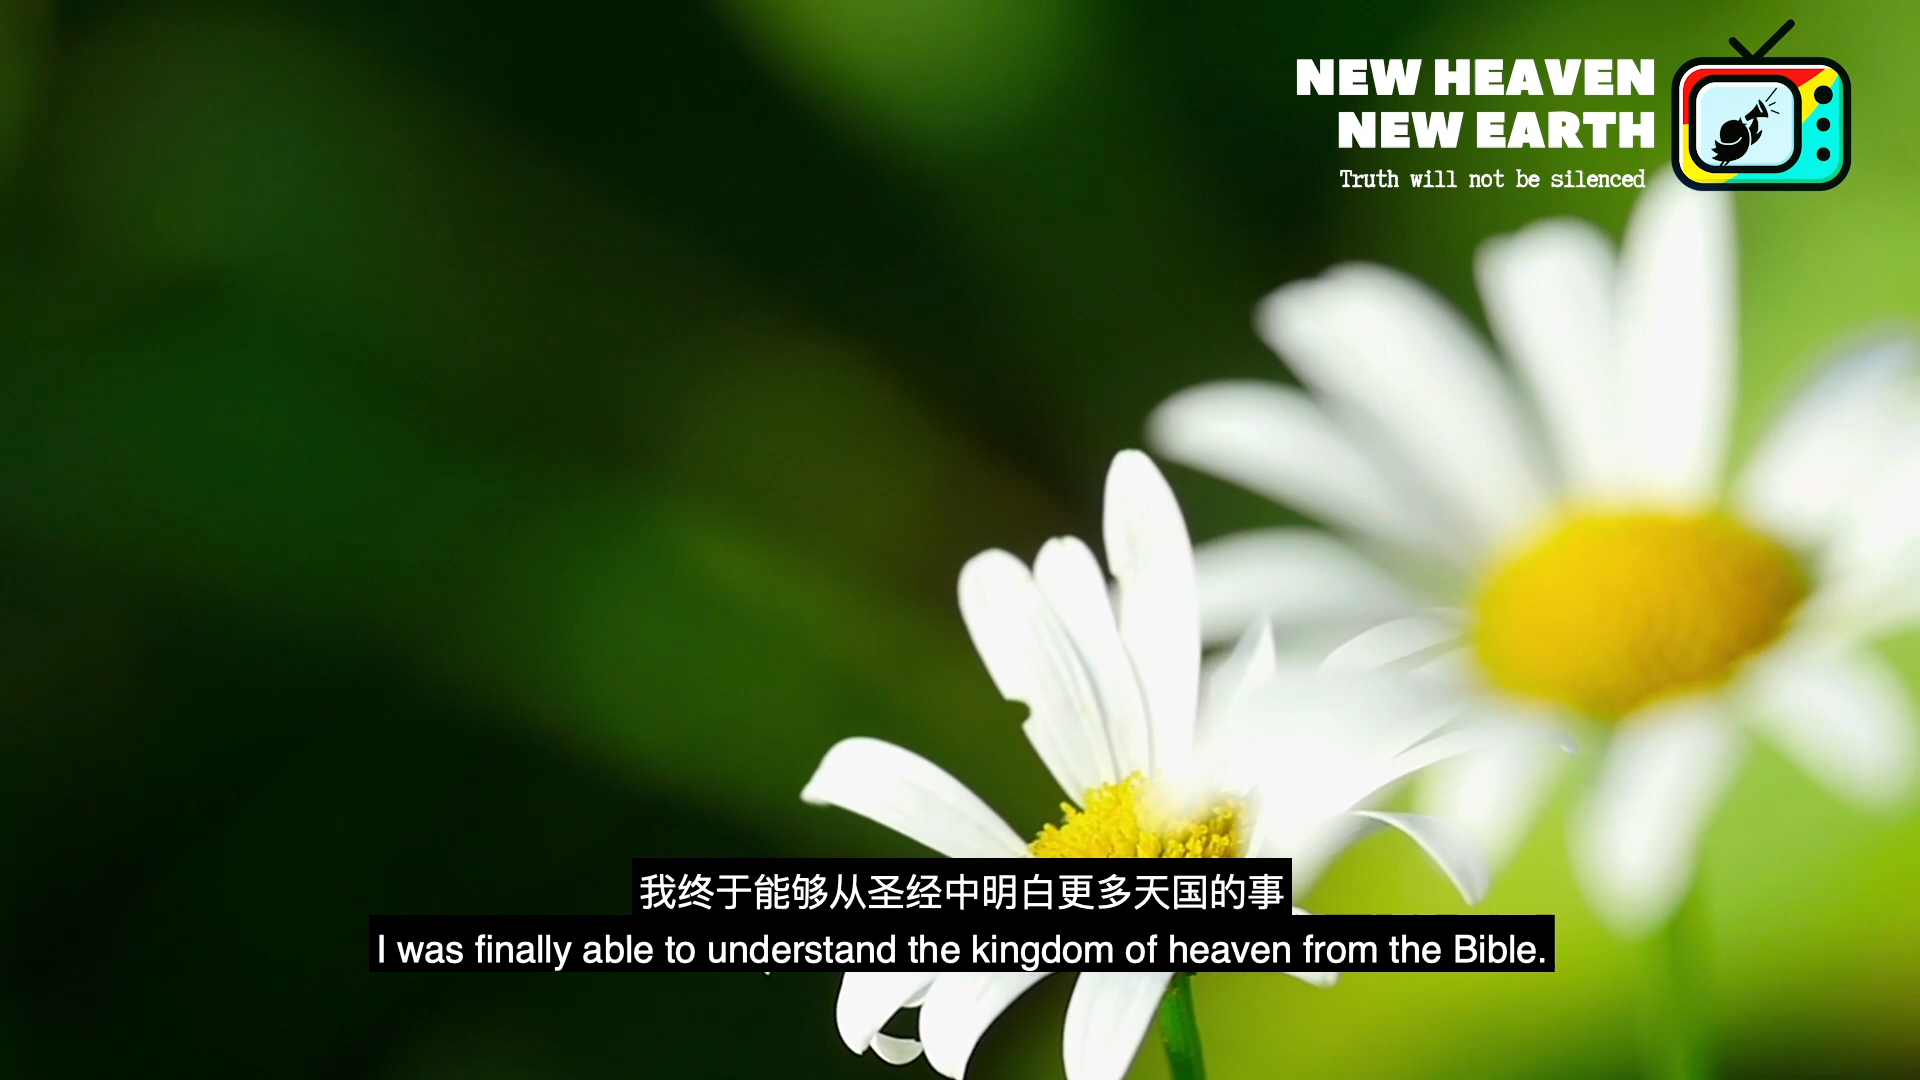 NEW HEAVEN
NEW EARTH
Truth will not be silenced
我终于能够从圣经中明白更多天国的事
I was finally able to understand the kingdom of heaven from the Bible.